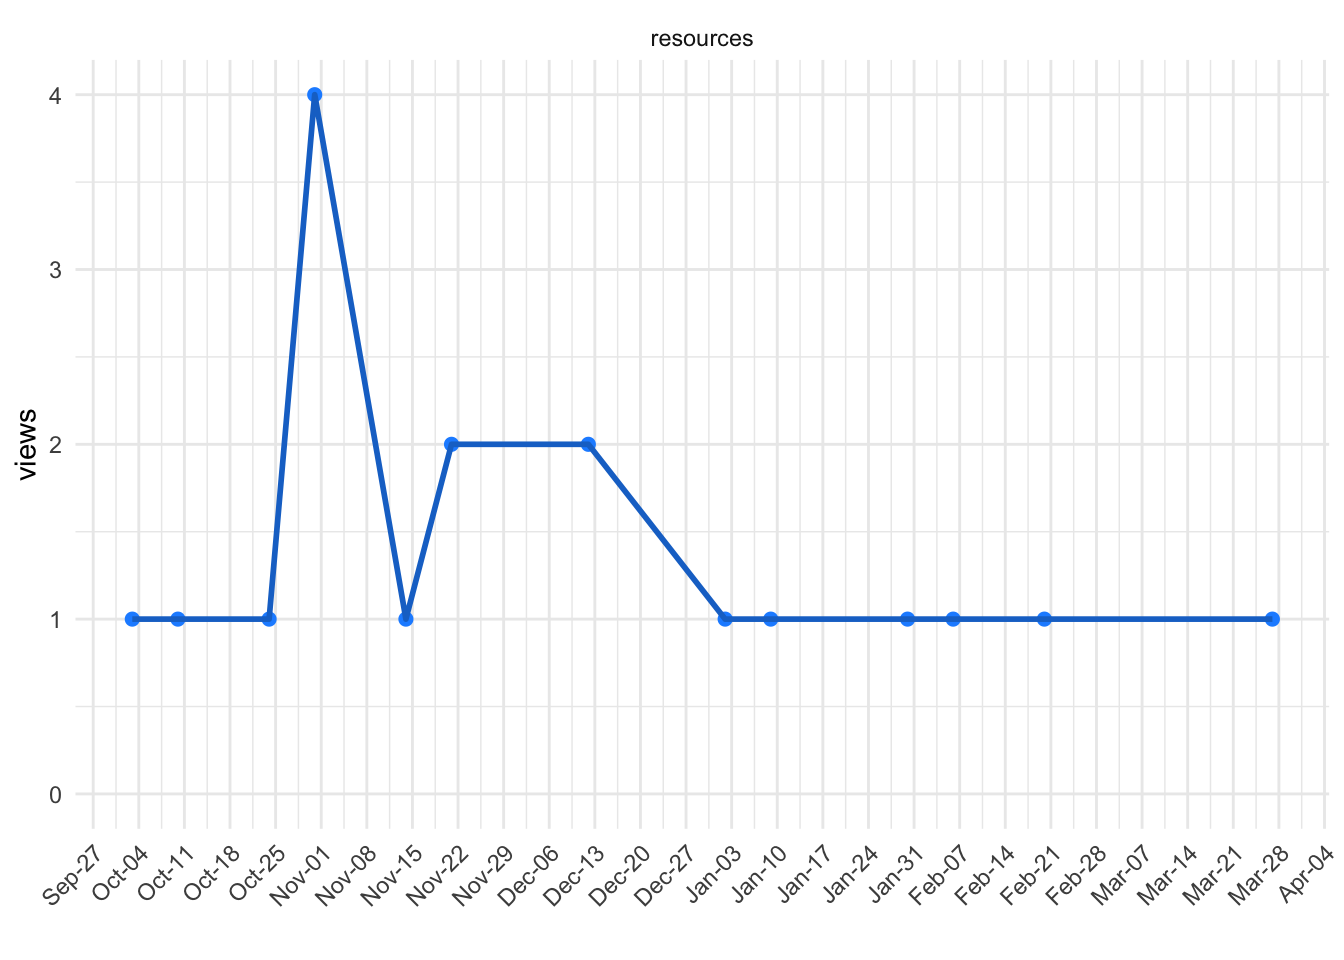 resources
views
4
3
2
1
0
Sep-27
Oct-04
Oct-11
Oct-18
Oct-25
Nov-01
Nov-08
Nov-15
Nov-22
Nov-29
Dec-06
Dec-13
Dec-20
Dec-27
Jan-03
Jan-10
Jan-17
Jan-24
Jan-31
Feb-07
Feb-14
Feb-21
Feb-28
Mar-07
Mar-14
Mar-21
Mar-28
Apr-04